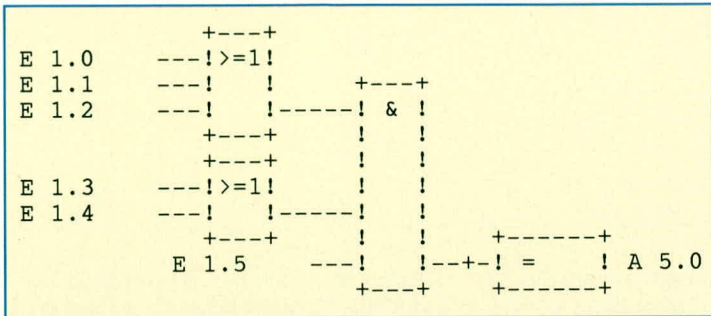 +---+
E 1.0 ---!>=1!
E 1.1 ---! ! +---+
E 1.2 ---! !-----! & !
+---+ ! !
+---+ ! !
E 1.3 ---!>=1! ! !
E 1.4 ---! !-----! !
+---+ ! ! +------+
E 1.5 ---! !--+-! = ! A 5.0
+---+ +------+